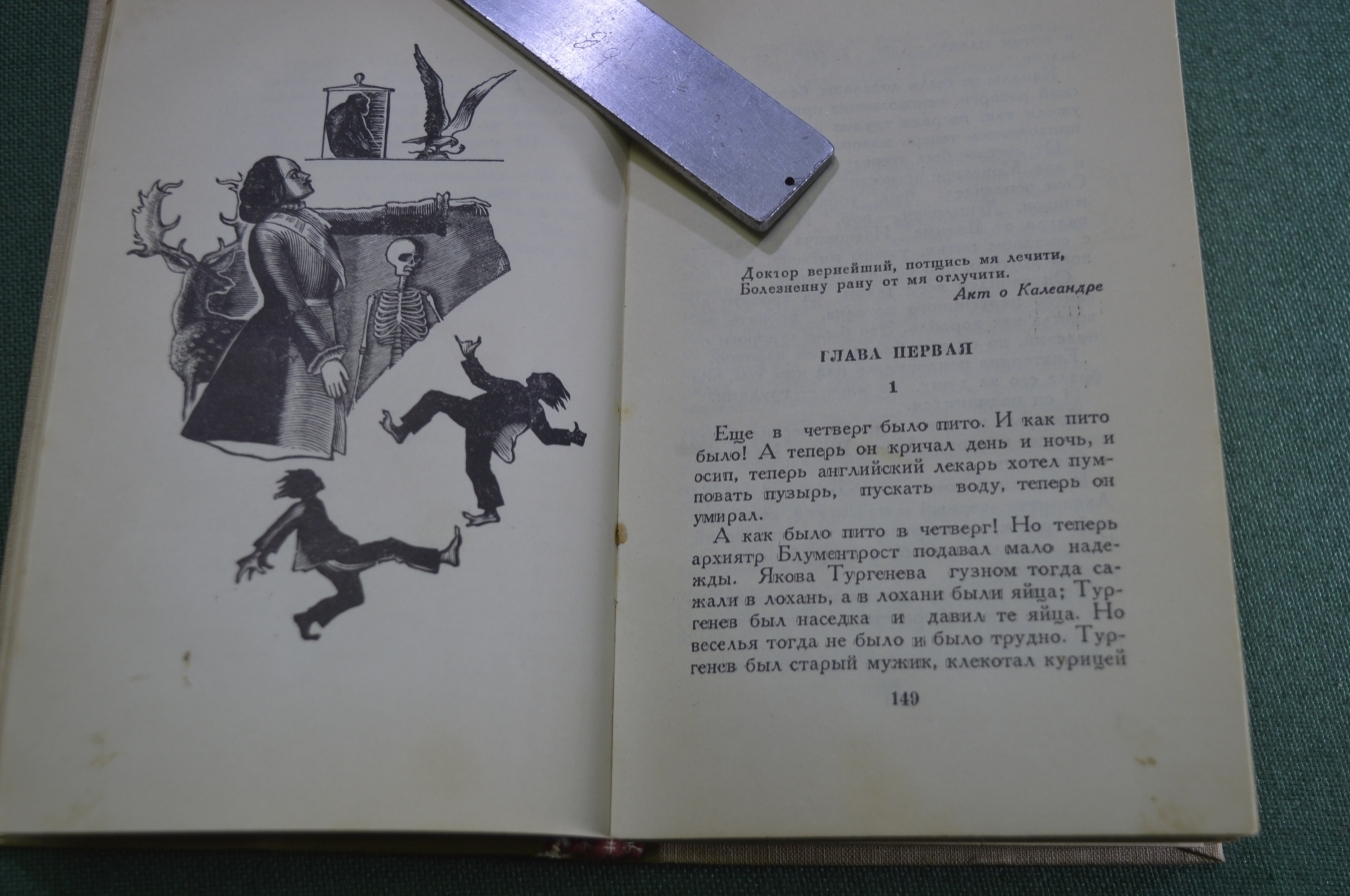 Доктор вернейший, потщись мя лечити,
Болезненну рану от мя отлучити.
Акт о Калеандре
ГЛАВА ПЕРВАЯ
1
Еще в четверг было пито. И как пито
было! А теперь он кричал день и ночь, и
осип, теперь английский лекарь хотел пум-
повать пузырь, пускать воду, теперь он
умирал.
А как было пито в четверг! Но теперь
архиятр Блументрост подавал мало наде-
жды. Якова Тургенева гузном тогда са-
жали в лохань, а в лохани были яйца; Тур-
генев был наседка и давил те яйца. Но
веселья тогда не было и было трудно. Тур-
генев был старый мужик, клекотал курицей
149